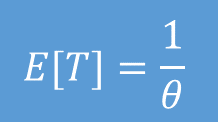 E[T] = 1/θ